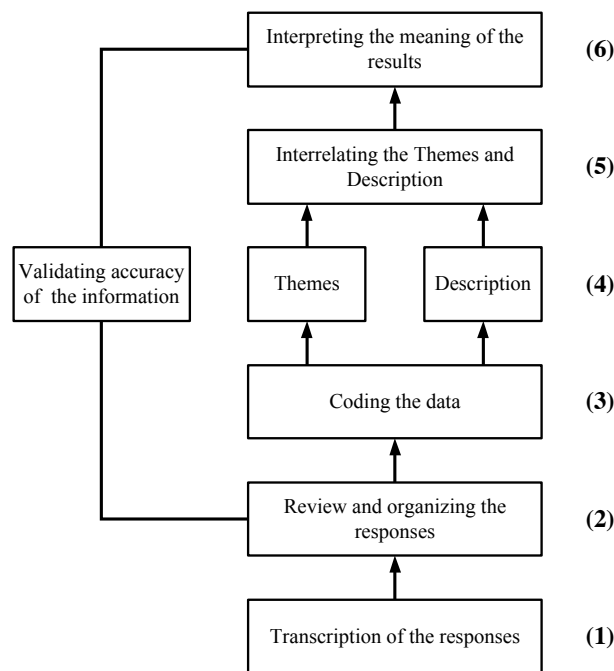 Interpreting the meaning of the
results
(6)
Interrelating the Themes and
Description
(5)
Validating accuracy
of the information
Themes
Description
(4)
Coding the data
(3)
Review and organizing the
responses
(2)
Transcription of the responses
(1)